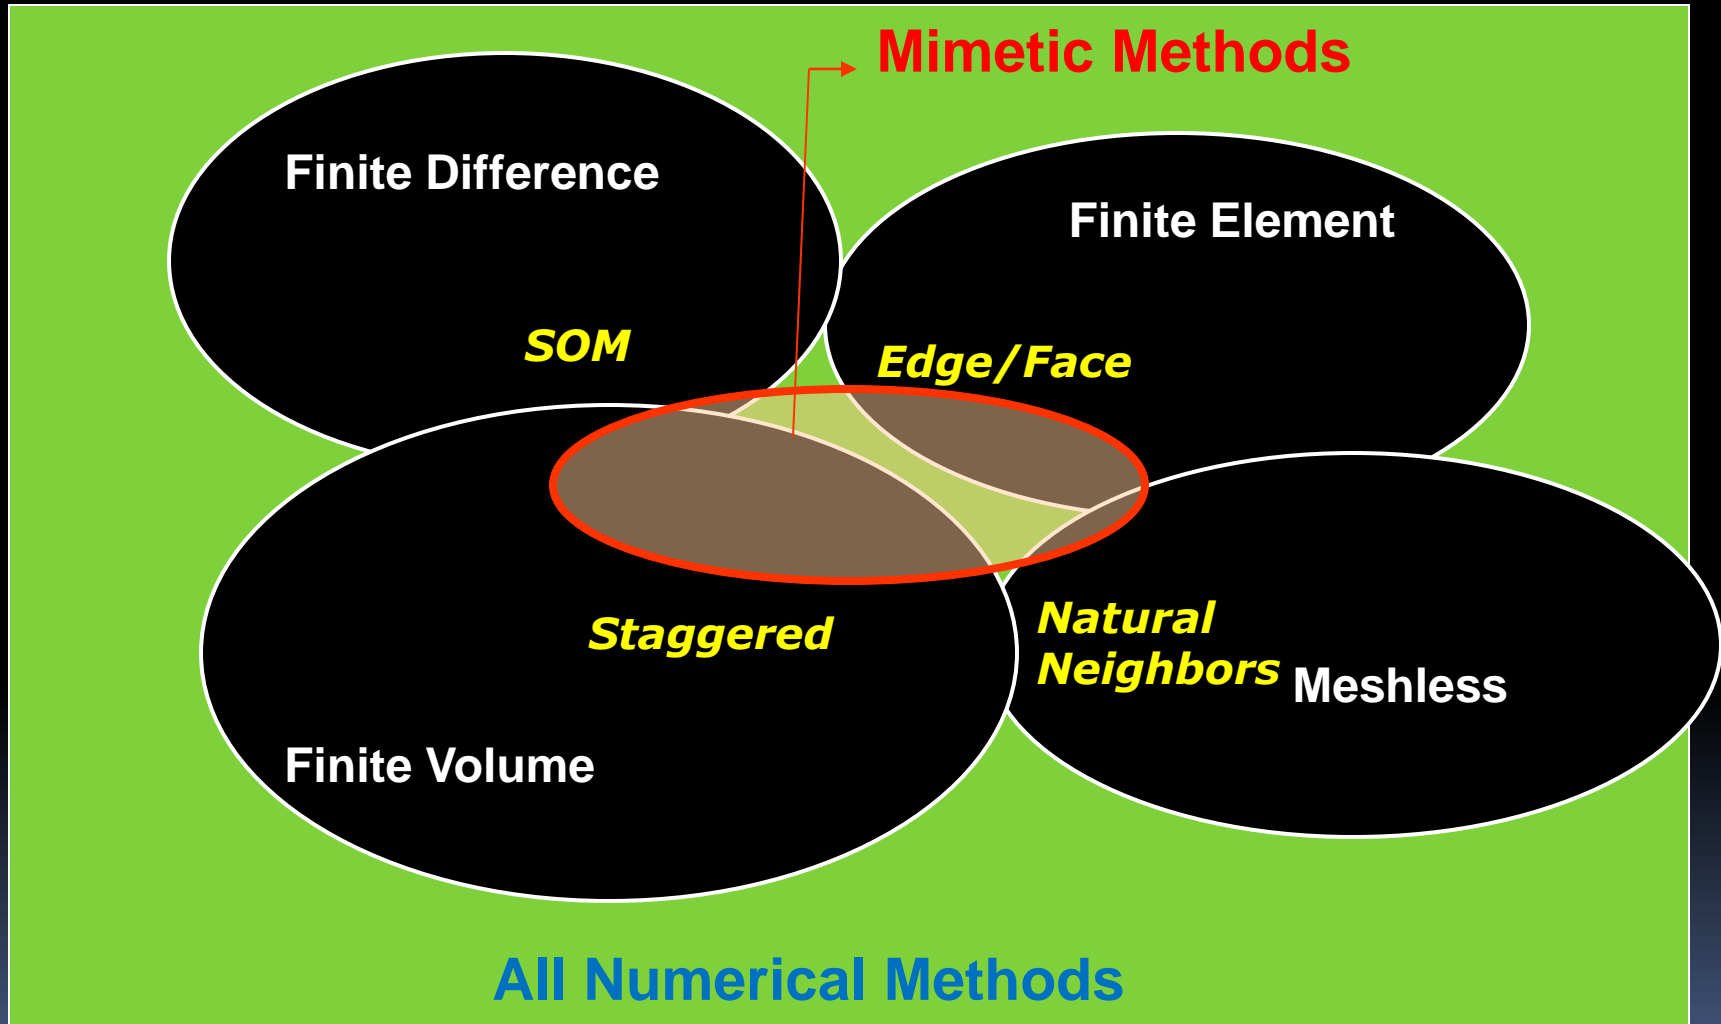 Mimetic Methods
Finite Difference
Finite Element
SOM
Edge/Face
Staggered
Natural
Neighbors
Meshless
Finite Volume
All Numerical Methods